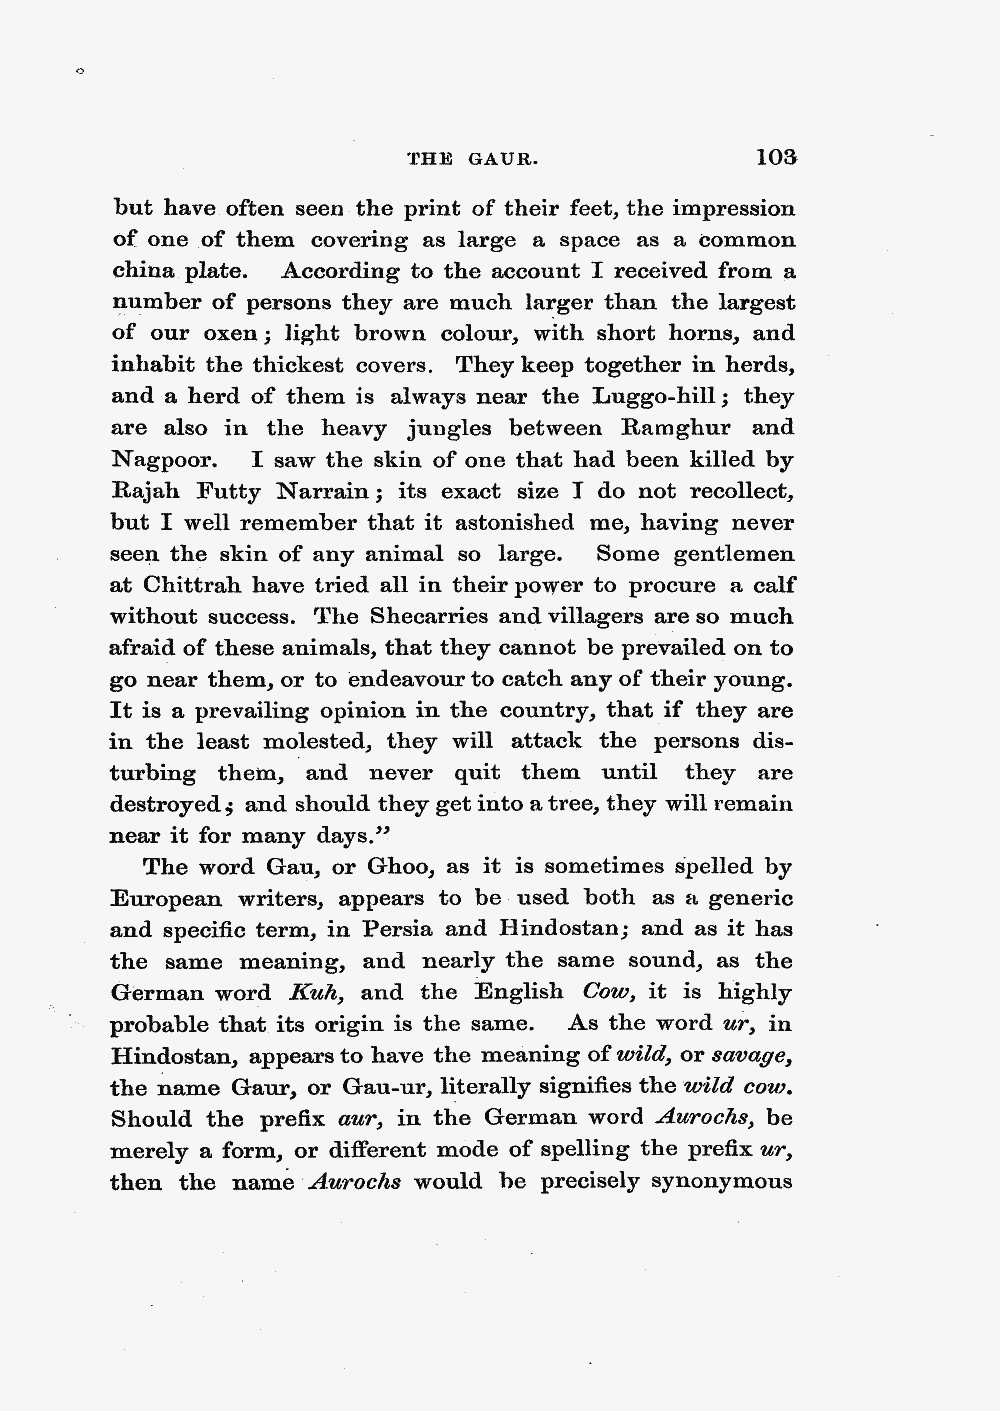 THE GAUR. 103
but have often seen the print of their feet, the impression
of one of them covering as large a space as a common
china plate. According to the account I received from a
number of persons they are much larger than the largest
of our oxen; light brown colour, with short horns, and
inhabit the thickest covers. They keep together in herds,
and a herd of them is always near the Luggo-hill; they
are also in the heavy jungles between Ramghur and
Nagpoor. I saw the skin of one that had been killed by
Rajah Futty Narrain; its exact size I do not recollect,
but I well remember that it astonished me, having never
seen the skin of any animal so large. Some gentlemen
at Chittrah have tried all in their power to procure a calf
without success. The Shecarries and villagers are so much
afraid of these animals, that they cannot be prevailed on to
go near them, or to endeavour to catch any of their young.
It is a prevailing opinion in the country, that if they are
in the least molested, they will attack the persons dis-
turbing them, and never quit them until they are
destroyed; and should they get into a tree, they will remain
near it for many days.”
The word Gau, or Ghoo, as it is sometimes spelled by
European writers, appears to be used both as a generic
and specific term, in Persia and Hindostan; and as it has
the same meaning, and nearly the same sound, as the
German word Kuh, and the English Cow, it is highly
probable that its origin is the same. As the word ur, in
Hindostan, appears to have the meaning of wild, or savage,
the name Gaur, or Gau-ur, literally signifies the wild cow.
Should the prefix aur, in the German word Aurochs, be
merely a form, or different mode of spelling the prefix ur,
then the name Aurochs would be precisely synonymous